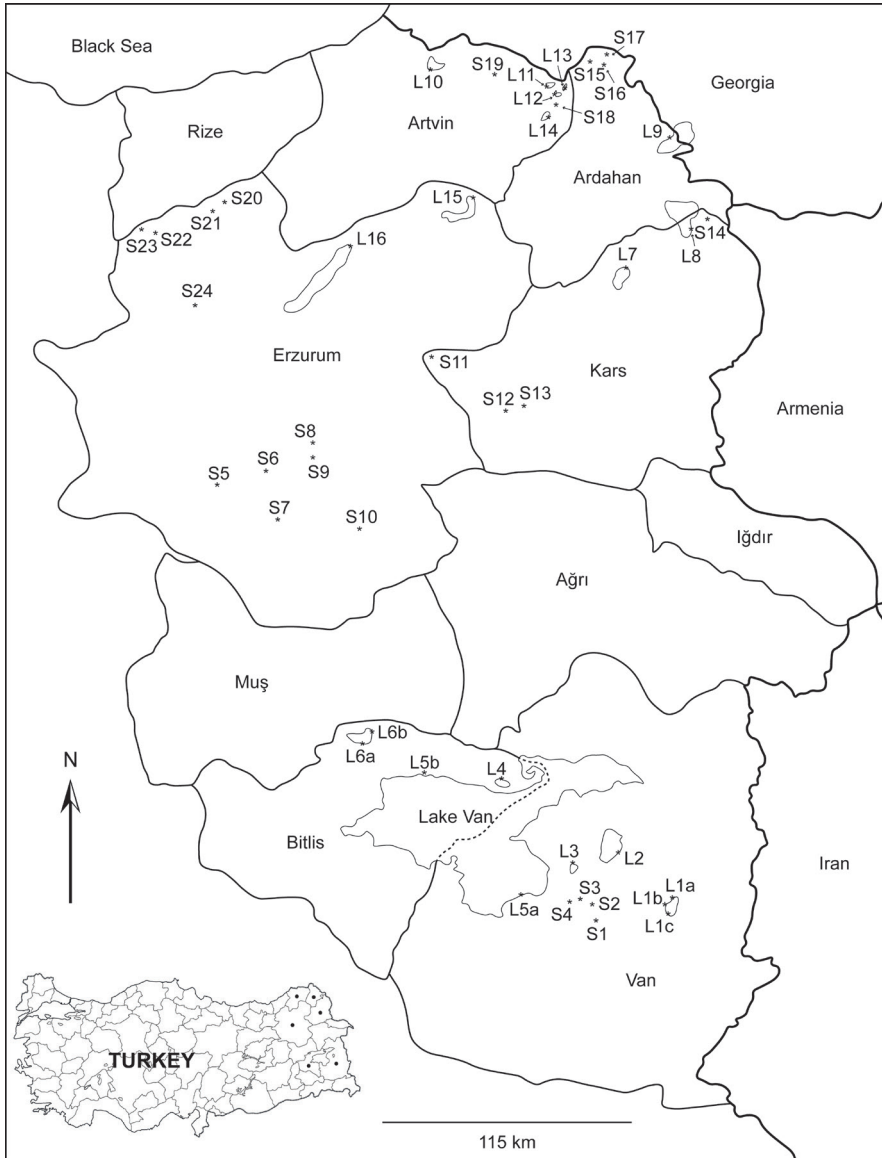 Black Sea
S17
L13
S19
L10
L11
S15
Georgia
S16
L12
S18
Artvin
L14
L9
Rize
Ardahan
L15
S20
S21
S14
S23
S22
L16
L8
L7
S24
Erzurum
S11
Kars
S12
S13
Armenia
S8
S6
S5
S9
S7
S10
Iğdır
Ağrı
Muş
L6b
L6a
N
L5b
L4
Lake Van
Bitlis
L3
L2
Iran
S3
L1a
L1b
S4
S2
L5a
L1c
S1
Van
TURKEY
115 km